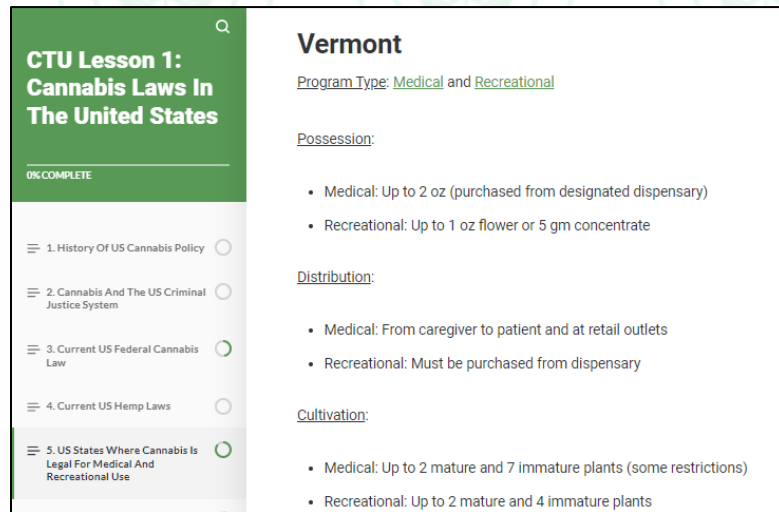 CTU Lesson 1:
Cannabis Laws In
The United States
0% COMPLETE
1. History Of US Cannabis Policy
2. Cannabis And The US Criminal
Justice System
3. Current US Federal Cannabis
Law
4. Current US Hemp Laws
5. US States Where Cannabis Is
Legal For Medical And
Recreational Use
Vermont
Program Type: Medical and Recreational
Possession:
• Medical: Up to 2 oz (purchased from designated dispensary)
• Recreational: Up to 1 oz flower or 5 gm concentrate
Distribution:
• Medical: From caregiver to patient and at retail outlets
• Recreational: Must be purchased from dispensary
Cultivation:
• Medical: Up to 2 mature and 7 immature plants (some restrictions)
• Recreational: Up to 2 mature and 4 immature plants